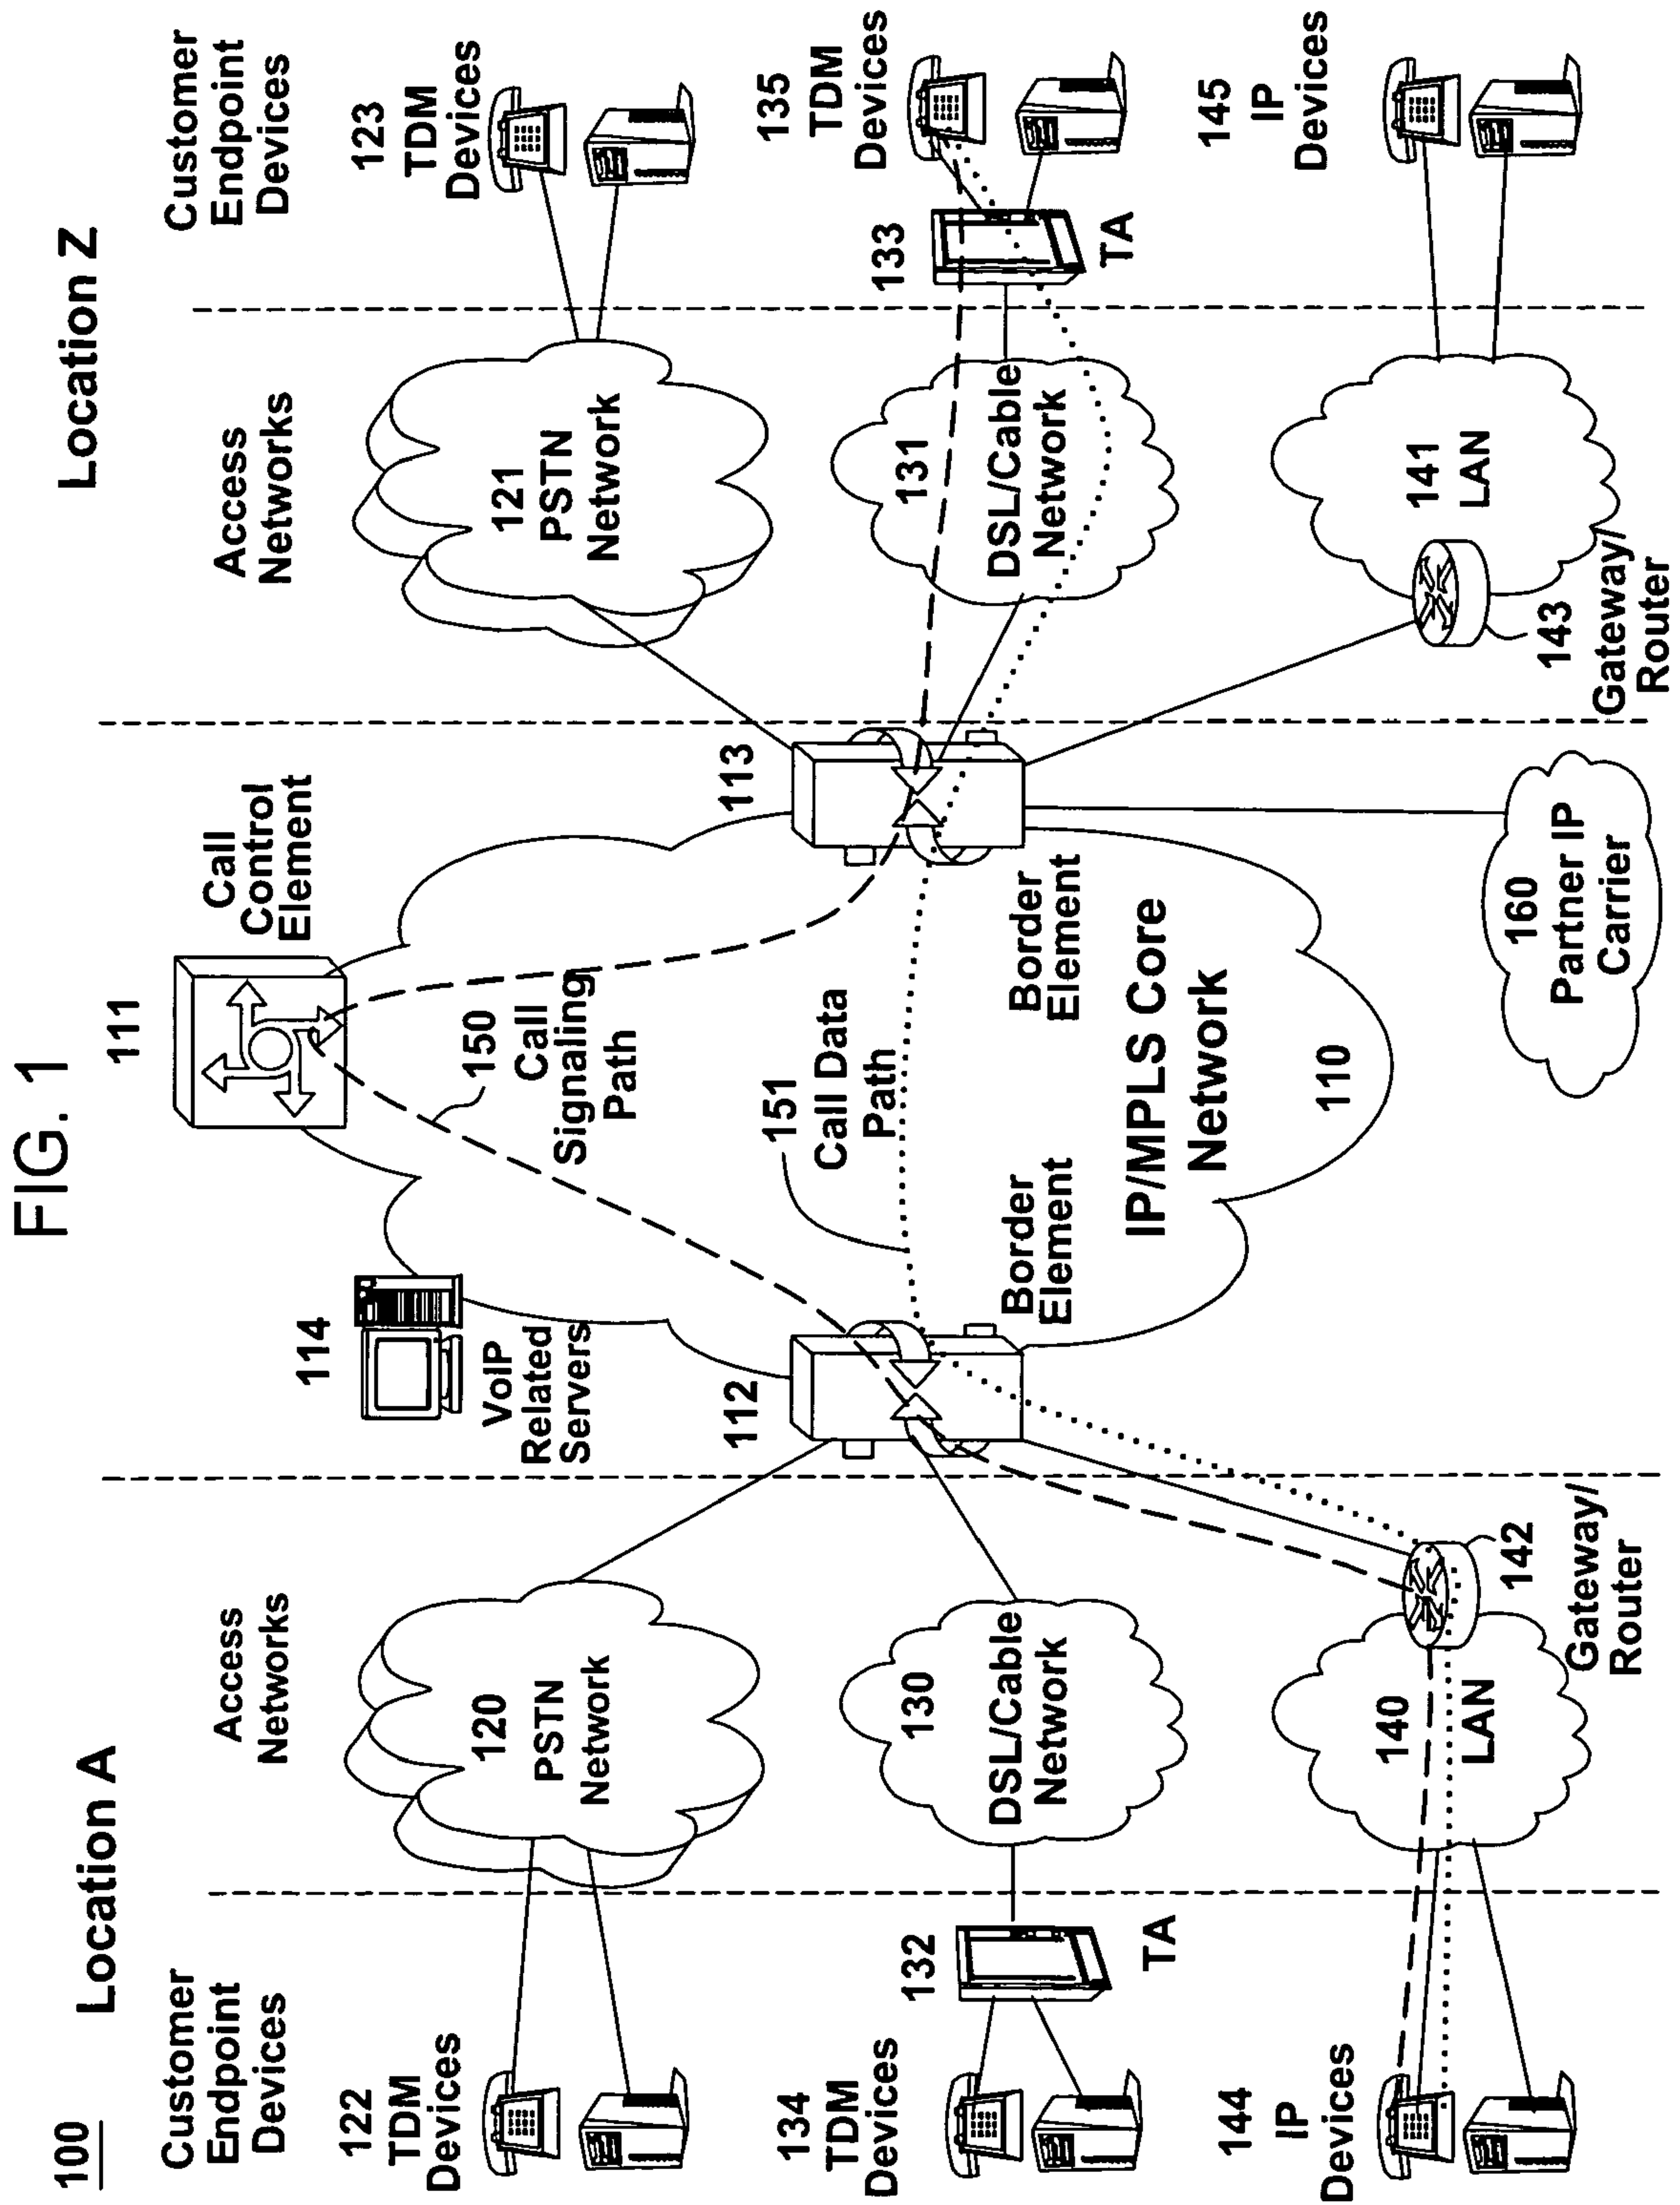 FIG. 1
100
Location A
Location Z
Customer
Endpoint
Devices
Access
Networks
111
Call
Control
Element
Access
Networks
Customer
Endpoint
Devices
122
TDM
Devices
120
PSTN
Network
114
VoIP
Related
Servers
150
Call
Signaling
Path
121
PSTN
Network
123
TDM
Devices
134
TDM
Devices
132
TA
130
DSL/Cable
Network
112
Border
Element
151
Call Data
Path
113
Border
Element
131
DSL/Cable
Network
133
TA
135
TDM
Devices
IP/MPLS Core
Network
110
144
IP
Devices
140
LAN
142
Gateway/
Router
160
Partner IP
Carrier
143
Gateway/
Router
141
LAN
145
IP
Devices